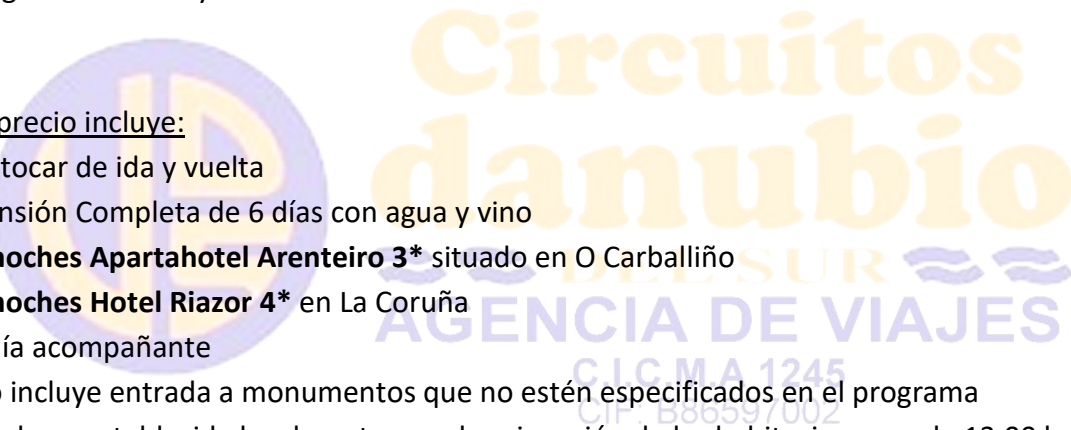 Circuitos
danubio
DEL SUR
AGENCIA DE VIAJES
C.I.C.M.A 1245
CIF: B86597002
precio incluye:
tocar de ida y vuelta
nsión Completa de 6 días con agua y vino
noches Apartahotel Arenteiro 3* situado en O Carballiño
noches Hotel Riazor 4* en La Coruña
ía acompañante
o incluye entrada a monumentos que no estén especificados en el programa